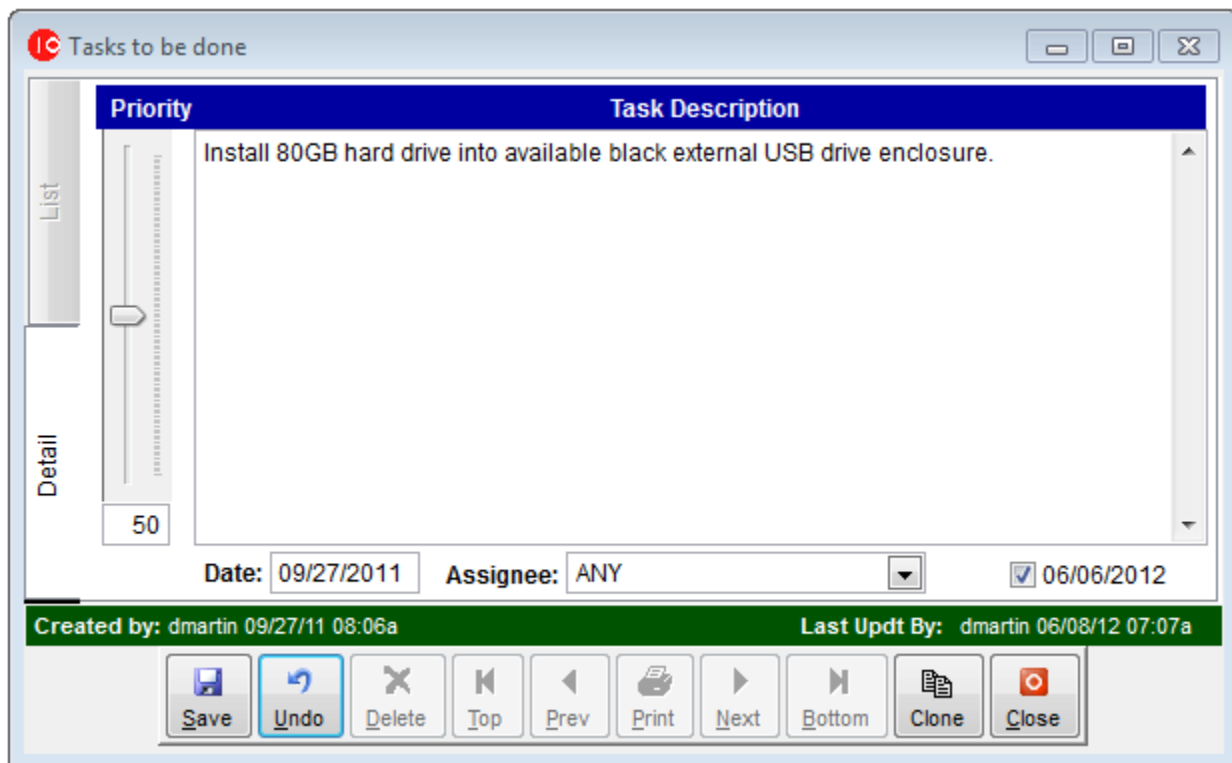 Tasks to be done
List
Detail
Priority Task Description
Install 80GB hard drive into available black external USB drive enclosure.
50
Date: 09/27/2011 Assignee: ANY 06/06/2012
Created by: dmartin 09/27/11 08:06a Last Updt By: dmartin 06/08/12 07:07a
Save Undo Delete Top Prev Print Next Bottom Clone Close